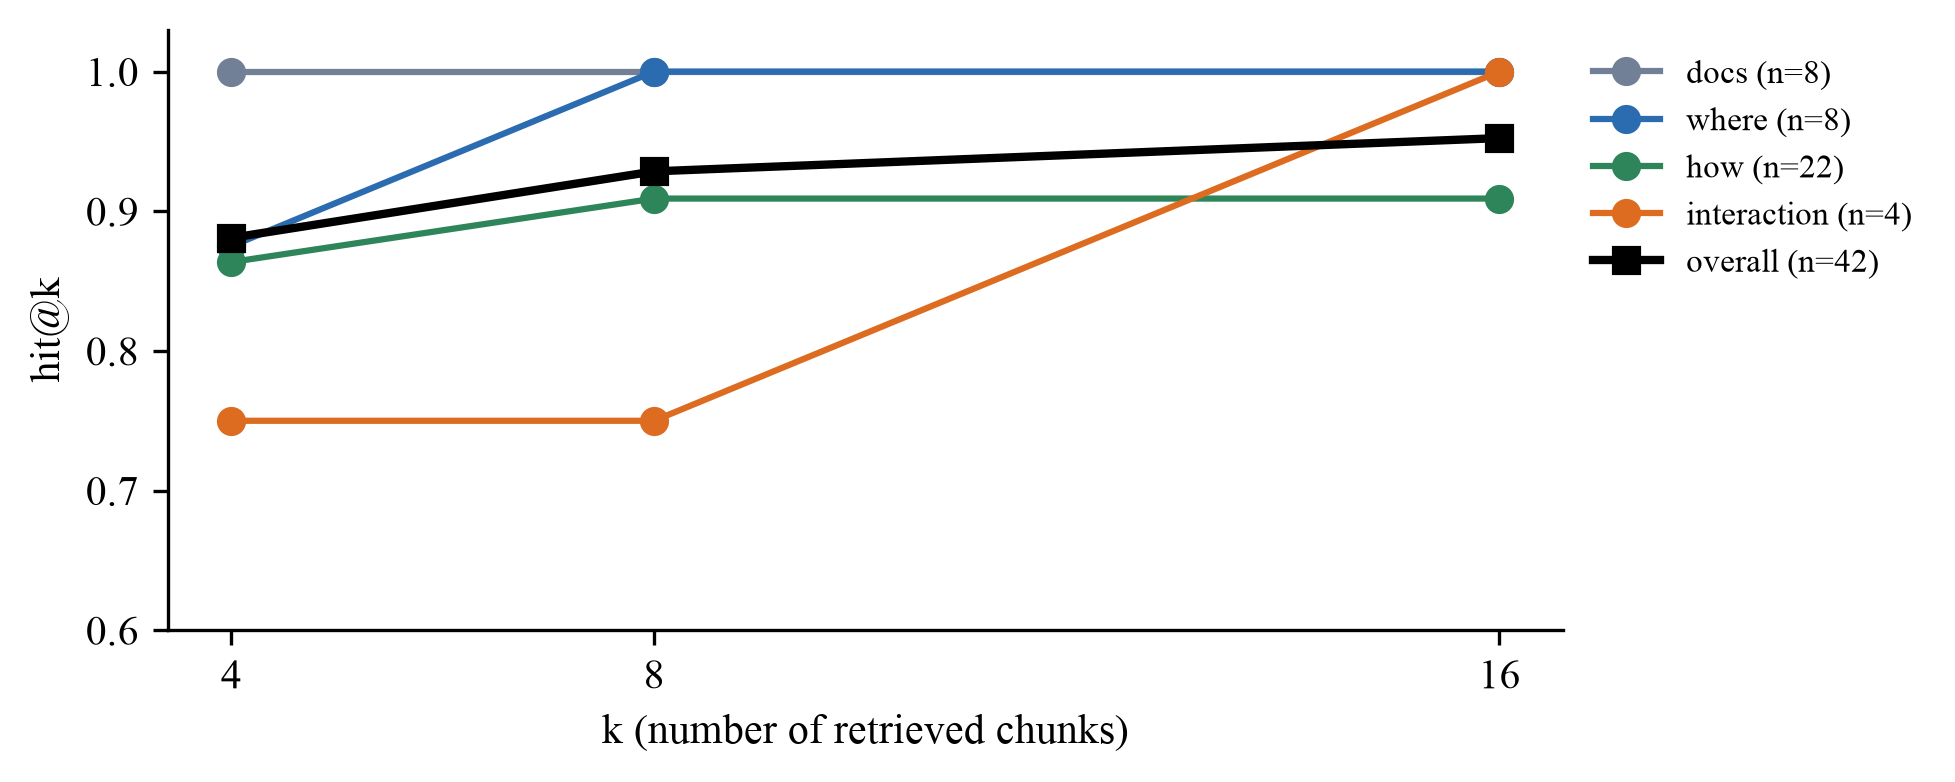 hit@k
1.0
0.9
0.8
0.7
0.6
4
8
16
k (number of retrieved chunks)
docs (n=8)
where (n=8)
how (n=22)
interaction (n=4)
overall (n=42)